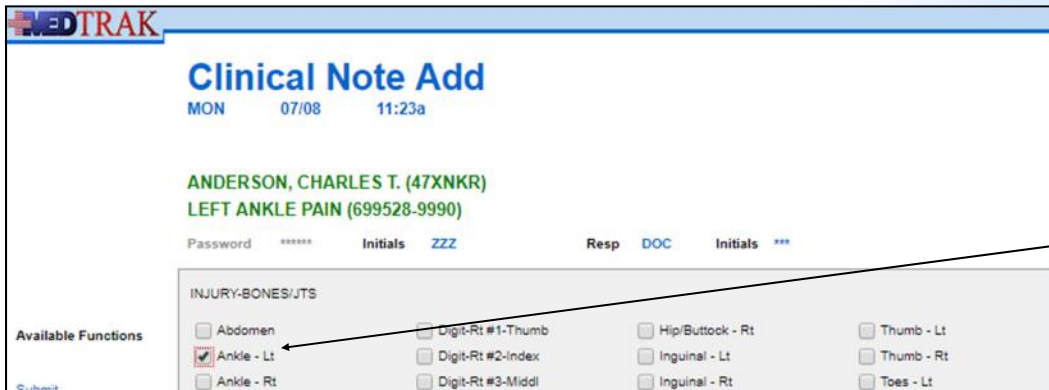 MEDTRAK
Clinical Note Add
MON 07/08 11:23a
ANDERSON, CHARLES T. (47XNKR)
LEFT ANKLE PAIN (699528-9990)
Password ****** Initials ZZZ Resp DOC Initials ***
INJURY-BONES/JTS
Available Functions
Abdomen Digit-Rt #1-Thumb Hip/Buttock - Rt Thumb - Lt
Ankle - Lt Digit-Rt #2-Index Inguinal - Lt Thumb - Rt
Ankle - Rt Digit-Rt #3-Middl Inguinal - Rt Toes - Lt
Submit